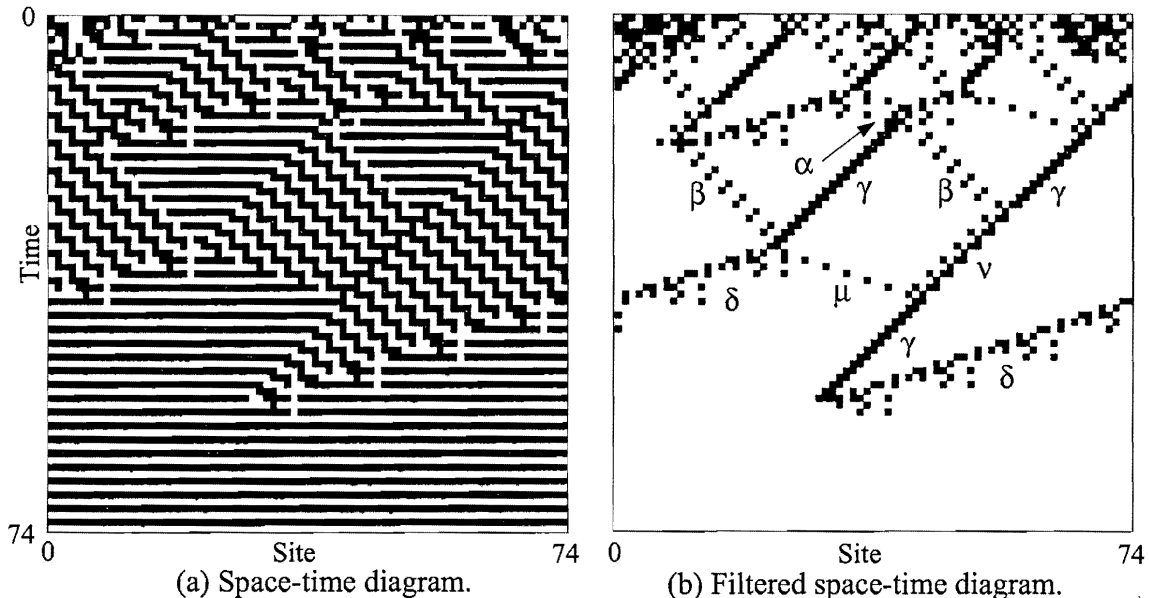 0
Time
74
0
Site
74
(a) Space-time diagram.
α
β
γ
β
γ
ν
δ
μ
γ
δ
0
Site
74
(b) Filtered space-time diagram.